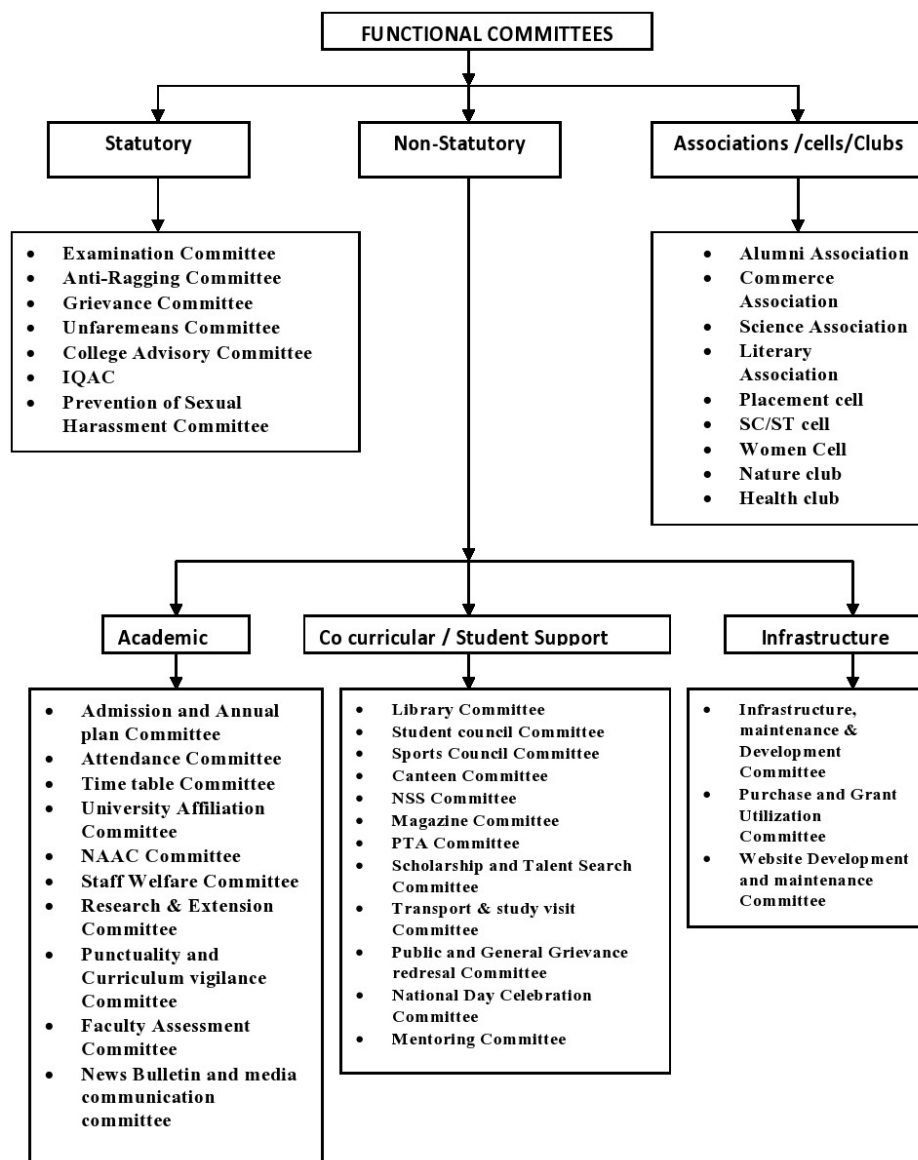 FUNCTIONAL COMMITTEES
Statutory
Non-Statutory
Associations /cells/Clubs
• Examination Committee
• Anti-Ragging Committee
• Grievance Committee
• Unfaremeans Committee
• College Advisory Committee
• IQAC
• Prevention of Sexual
Harassment Committee
• Alumni Association
• Commerce
Association
• Science Association
• Literary
Association
• Placement cell
• SC/ST cell
• Women Cell
• Nature club
• Health club
Academic
Co curricular / Student Support
Infrastructure
• Admission and Annual
plan Committee
• Attendance Committee
• Time table Committee
• University Affiliation
Committee
• NAAC Committee
• Staff Welfare Committee
• Research & Extension
Committee
• Punctuality and
Curriculum vigilance
Committee
• Faculty Assessment
Committee
• News Bulletin and media
communication
committee
• Library Committee
• Student council Committee
• Sports Council Committee
• Canteen Committee
• NSS Committee
• Magazine Committee
• PTA Committee
• Scholarship and Talent Search
Committee
• Transport & study visit
Committee
• Public and General Grievance
redresal Committee
• National Day Celebration
Committee
• Mentoring Committee
• Infrastructure,
maintenance &
Development
Committee
• Purchase and Grant
Utilization
Committee
• Website Development
and maintenance
Committee